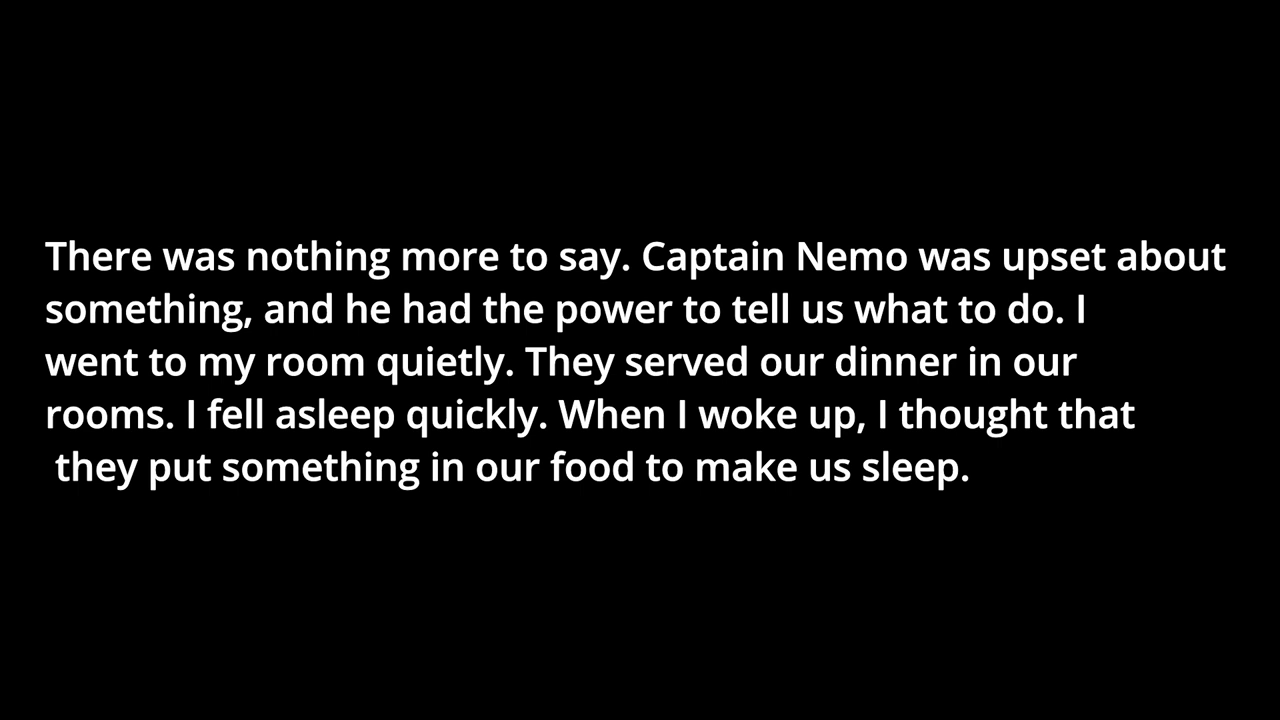 There was nothing more to say. Captain Nemo was upset about
something, and he had the power to tell us what to do. I
went to my room quietly. They served our dinner in our
rooms. I fell asleep quickly. When I woke up, I thought that
they put something in our food to make us sleep.